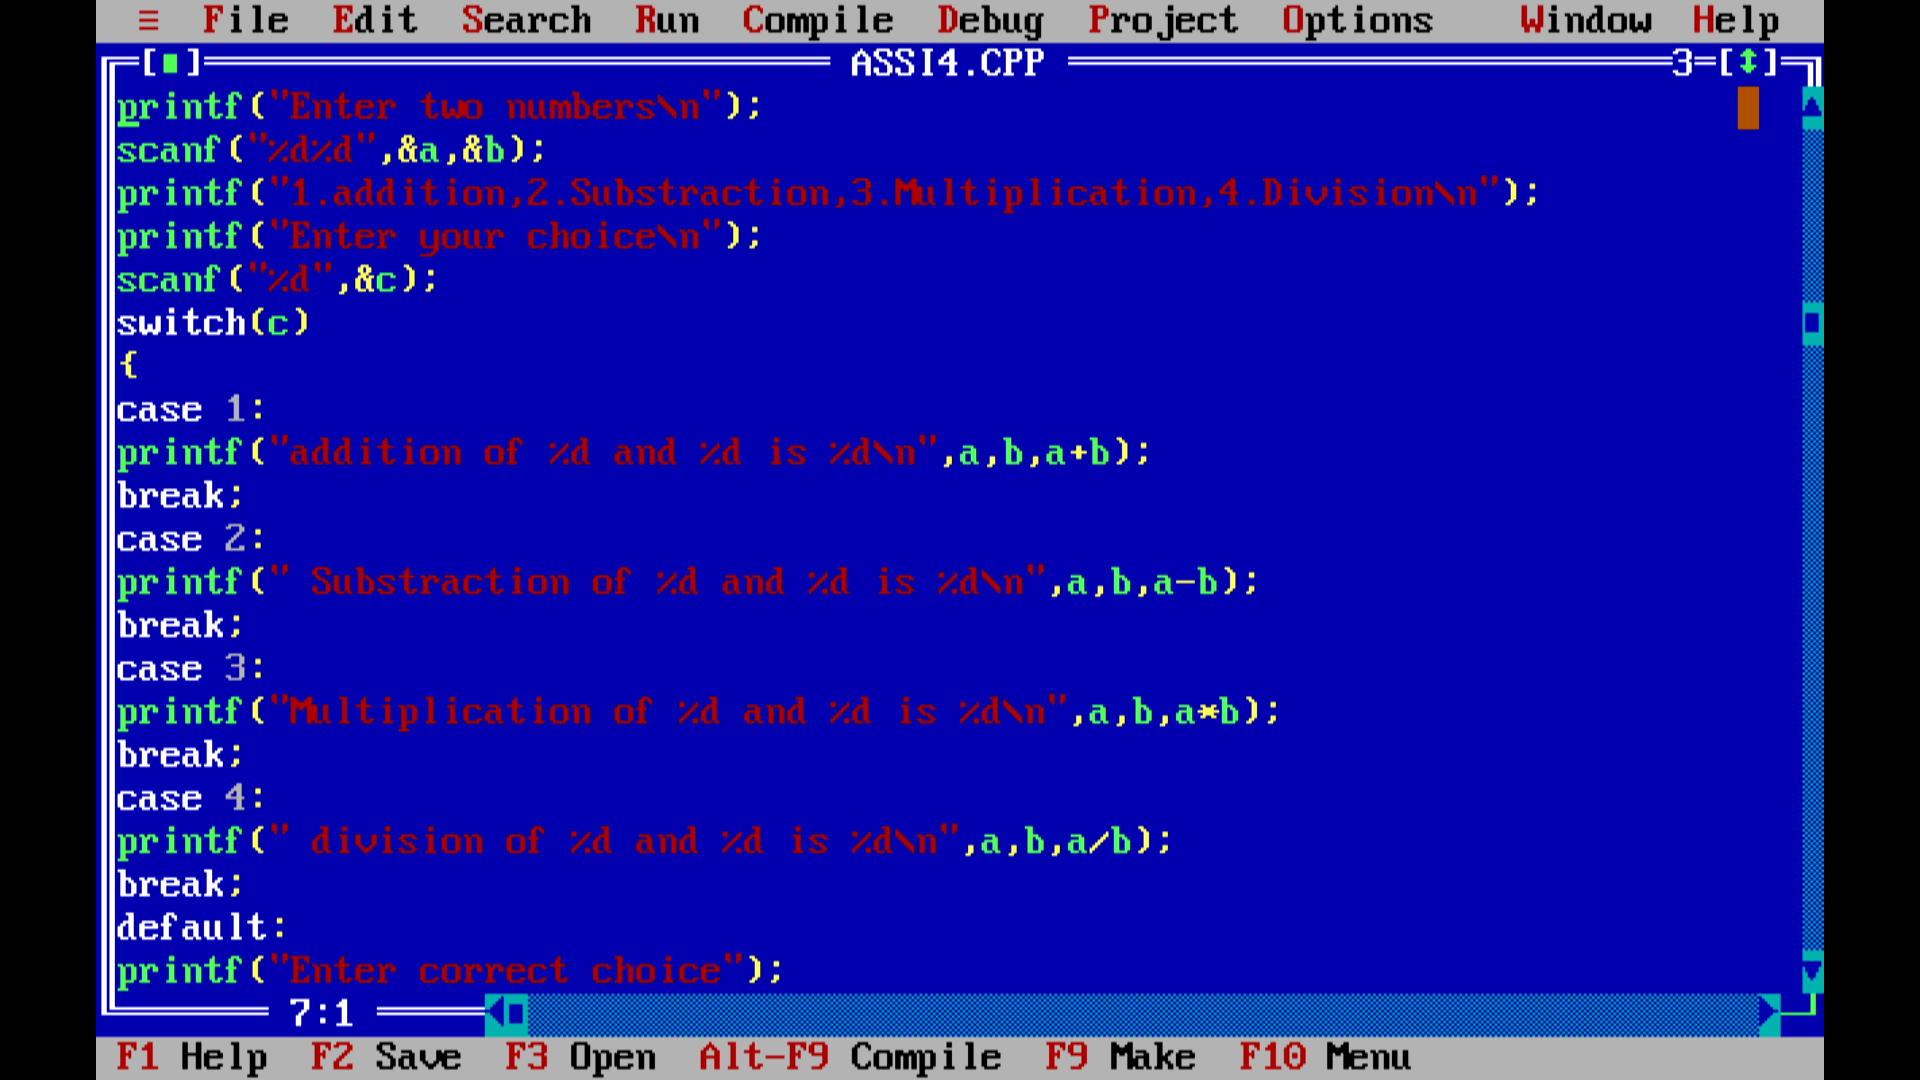 ≡ File Edit Search Run Compile Debug Project Options Window Help
[■] ASSI4.CPP 3=[↕]
printf("Enter two numbers\n");
scanf("%d%d",&a,&b);
printf("1.addition,2.Substraction,3.Multiplication,4.Division\n");
printf("Enter your choice\n");
scanf("%d",&c);
switch(c)
{
case 1:
printf("addition of %d and %d is %d\n",a,b,a+b);
break;
case 2:
printf(" Substraction of %d and %d is %d\n",a,b,a-b);
break;
case 3:
printf("Multiplication of %d and %d is %d\n",a,b,a*b);
break;
case 4:
printf(" division of %d and %d is %d\n",a,b,a/b);
break;
default:
printf("Enter correct choice");
7:1
F1 Help F2 Save F3 Open Alt-F9 Compile F9 Make F10 Menu